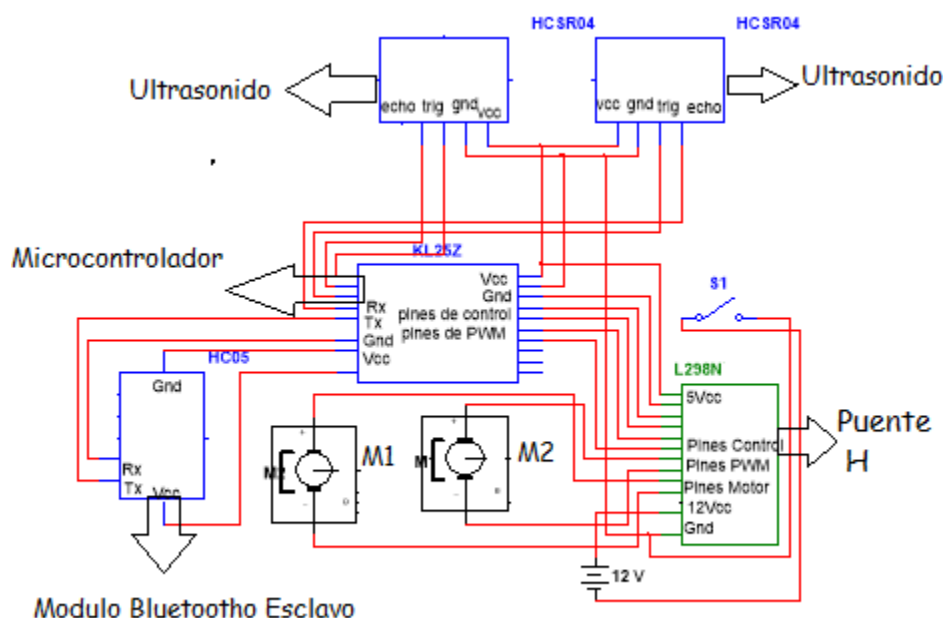 HCSR04
HCSR04
Ultrasonido
Ultrasonido
echo trig gnd vcc
vcc gnd trig echo
Microcontrolador
KL25Z
Vcc
Gnd
Rx
pines de control
Tx
pines de PWM
Gnd
Vcc
S1
HC05
L298N
Gnd
5Vcc
Puente
H
M1
M2
Pines Control
Rx
Pines PWM
Tx
Vcc
Pines Motor
12Vcc
Gnd
12 V
Modulo Bluetootho Esclavo